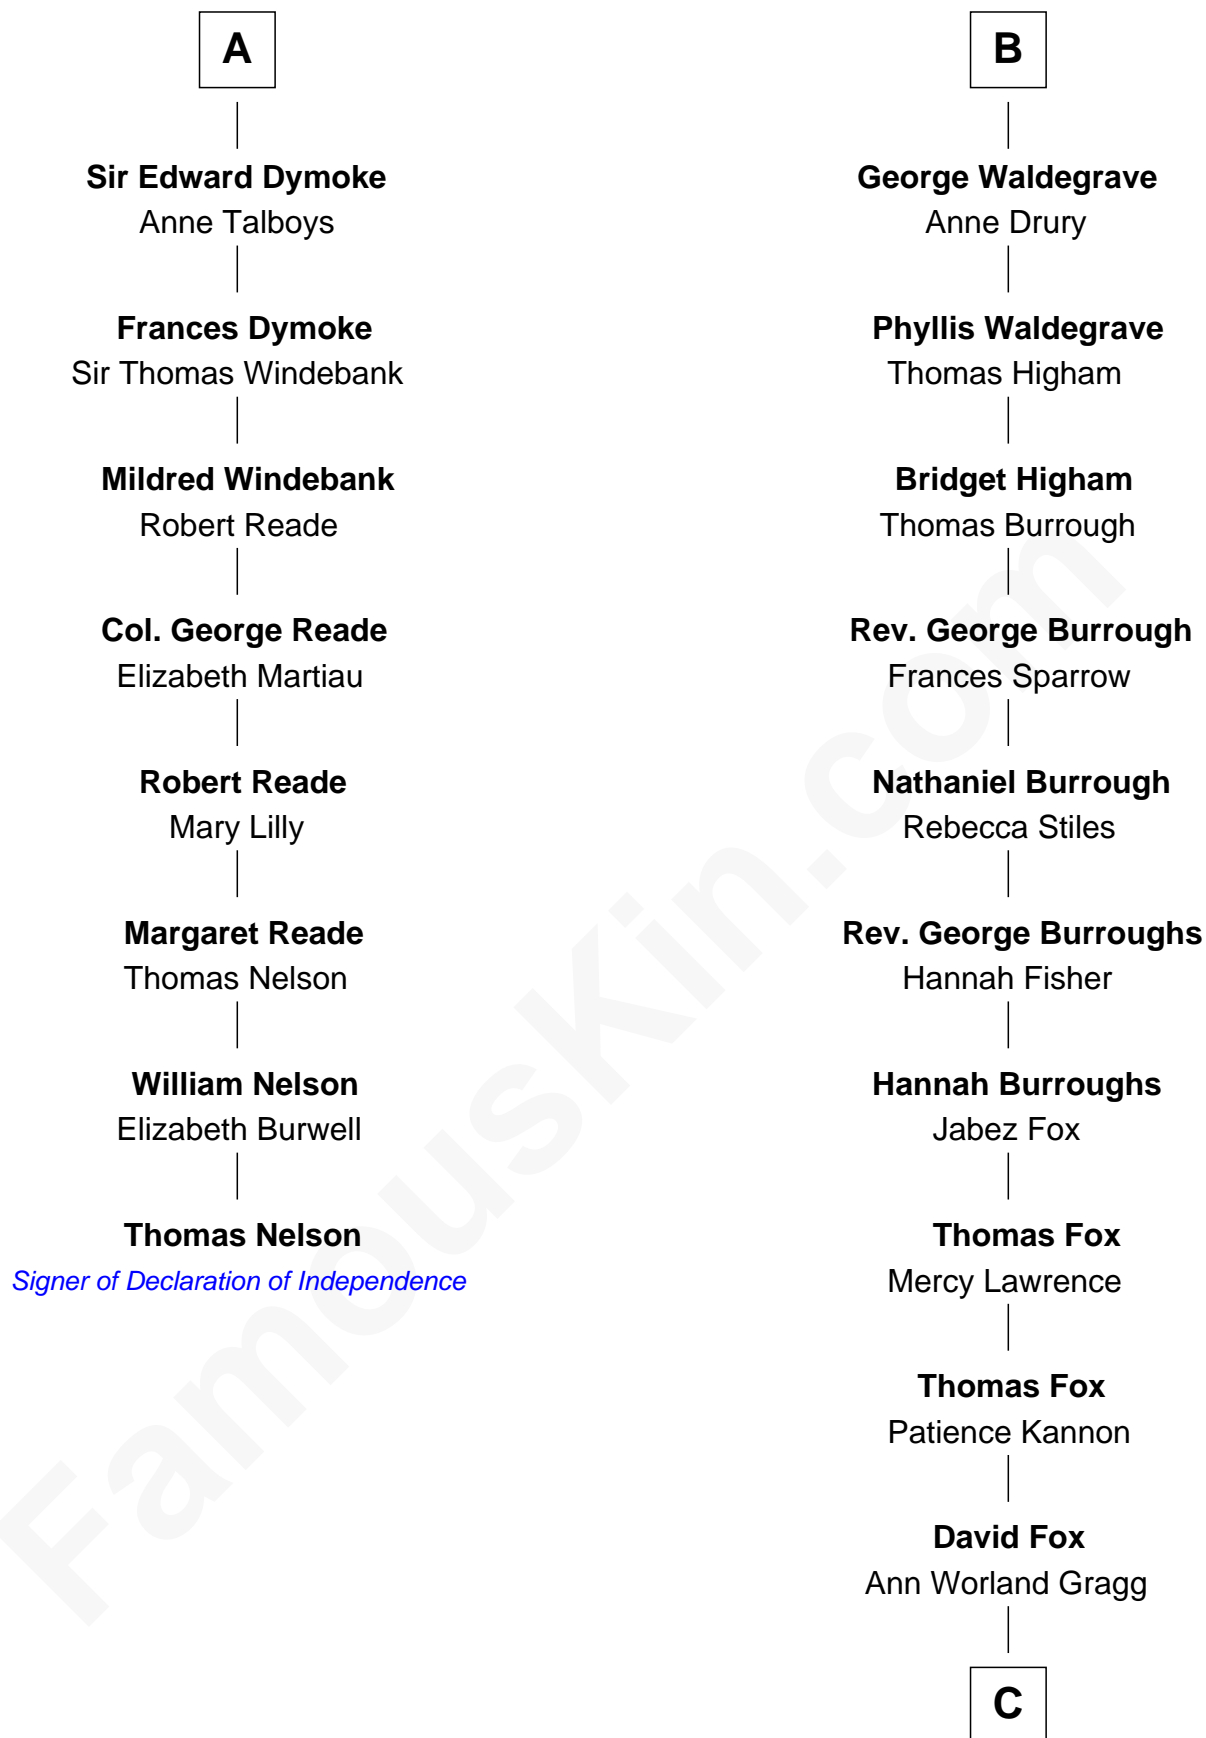 A
Sir Edward Dymoke
Anne Talboys
Frances Dymoke
Sir Thomas Windebank
Mildred Windebank
Robert Reade
Col. George Reade
Elizabeth Martiau
Robert Reade
Mary Lilly
Margaret Reade
Thomas Nelson
William Nelson
Elizabeth Burwell
Thomas Nelson
Signer of Declaration of Independence
B
George Waldegrave
Anne Drury
Phyllis Waldegrave
Thomas Higham
Bridget Higham
Thomas Burrough
Rev. George Burrough
Frances Sparrow
Nathaniel Burrough
Rebecca Stiles
Rev. George Burroughs
Hannah Fisher
Hannah Burroughs
Jabez Fox
Thomas Fox
Mercy Lawrence
Thomas Fox
Patience Kannon
David Fox
Ann Worland Gragg
C
FamousKin.com